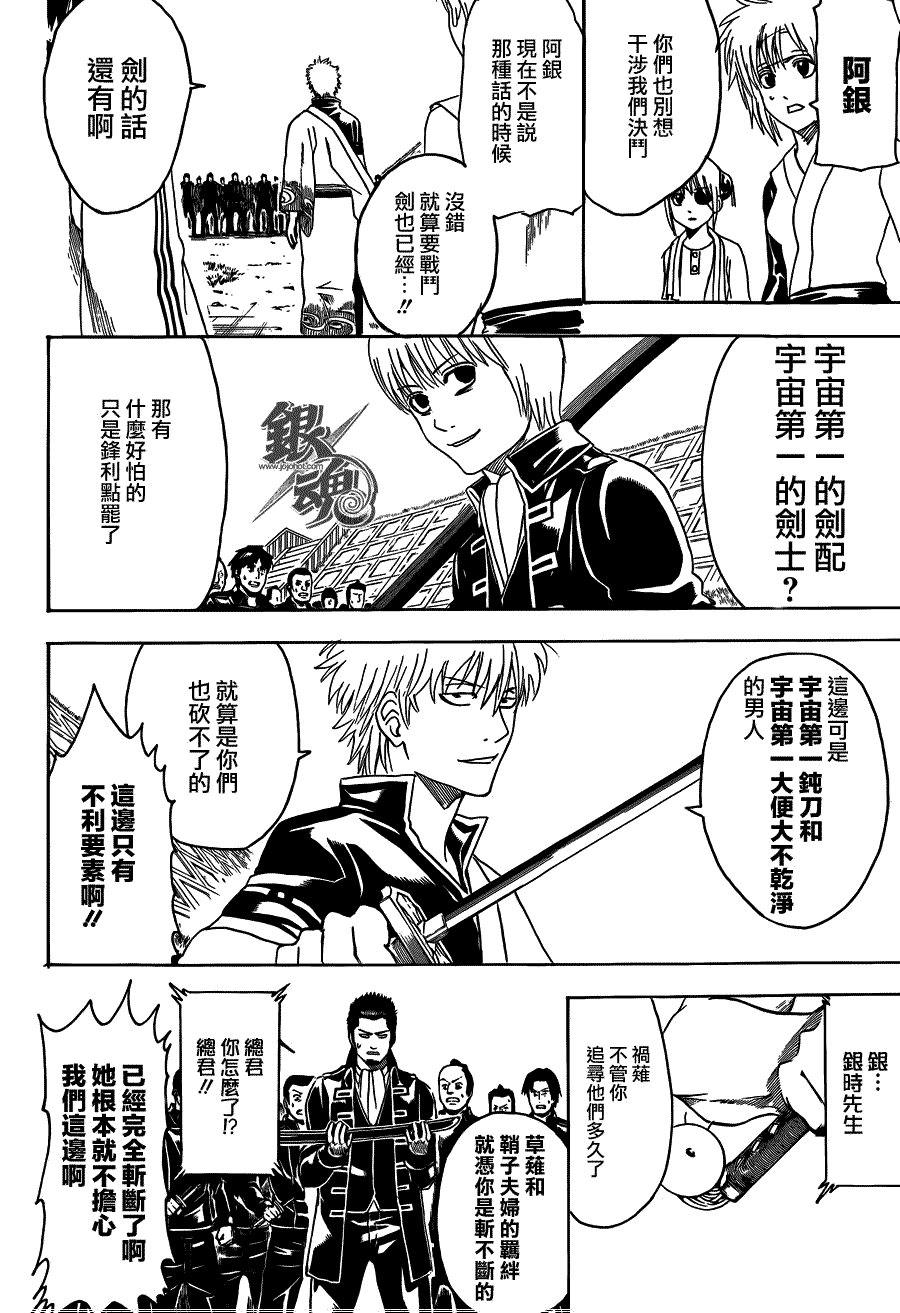 阿銀
你們也別想
干涉我們決鬥
阿銀
現在不是說
那種話的時候
沒錯
就算要戰鬥
劍也已經…!!
劍的話
還有啊
宇宙第一的劍配
宇宙第一的劍士?
那有
什麼好怕的
只是鋒利點罷了
銀魂
www.jojohot.com
這邊可是
宇宙第一鈍刀和
宇宙第一大便大不乾淨
的男人
就算是你們
也砍不了的
這邊只有
不利要素啊!!
銀…
銀時先生
禍薙
不管你
追尋他們多久了
草薙和
鞘子夫婦的羈絆
就憑你是斬不斷的
總君
你怎麼了!?
總君!!
已經完全斬斷了啊
她根本就不擔心
我們這邊啊